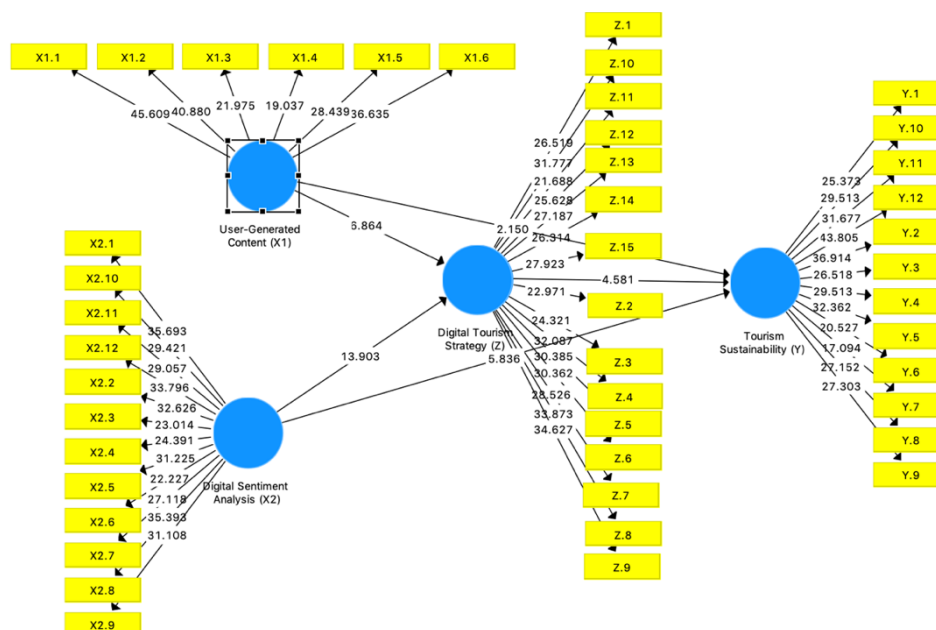 X1.1 X1.2 X1.3 X1.4 X1.5 X1.6
45.609 40.880 21.975 19.037 28.439 36.635
User-Generated
Content (X1)
X2.1
X2.10
X2.11
X2.12
X2.2
X2.3
X2.4
X2.5
X2.6
X2.7
X2.8
X2.9
35.693
29.421
29.057
33.796
32.626
23.014
24.391
31.225
22.227
27.118
35.393
31.108
Digital Sentiment
Analysis (X2)
6.864
13.903
2.150
4.581
5.836
Digital Tourism
Strategy (Z)
Z.1
Z.10
Z.11
Z.12
Z.13
Z.14
Z.15
Z.2
Z.3
Z.4
Z.5
Z.6
Z.7
Z.8
Z.9
26.519
31.777
21.688
25.628
27.187
26.314
27.923
22.971
24.321
32.087
30.385
30.362
28.526
33.873
34.627
Tourism
Sustainability (Y)
25.373
29.513
31.677
43.805
36.914
26.518
29.513
32.362
20.527
17.094
27.152
27.303
Y.1
Y.10
Y.11
Y.12
Y.2
Y.3
Y.4
Y.5
Y.6
Y.7
Y.8
Y.9